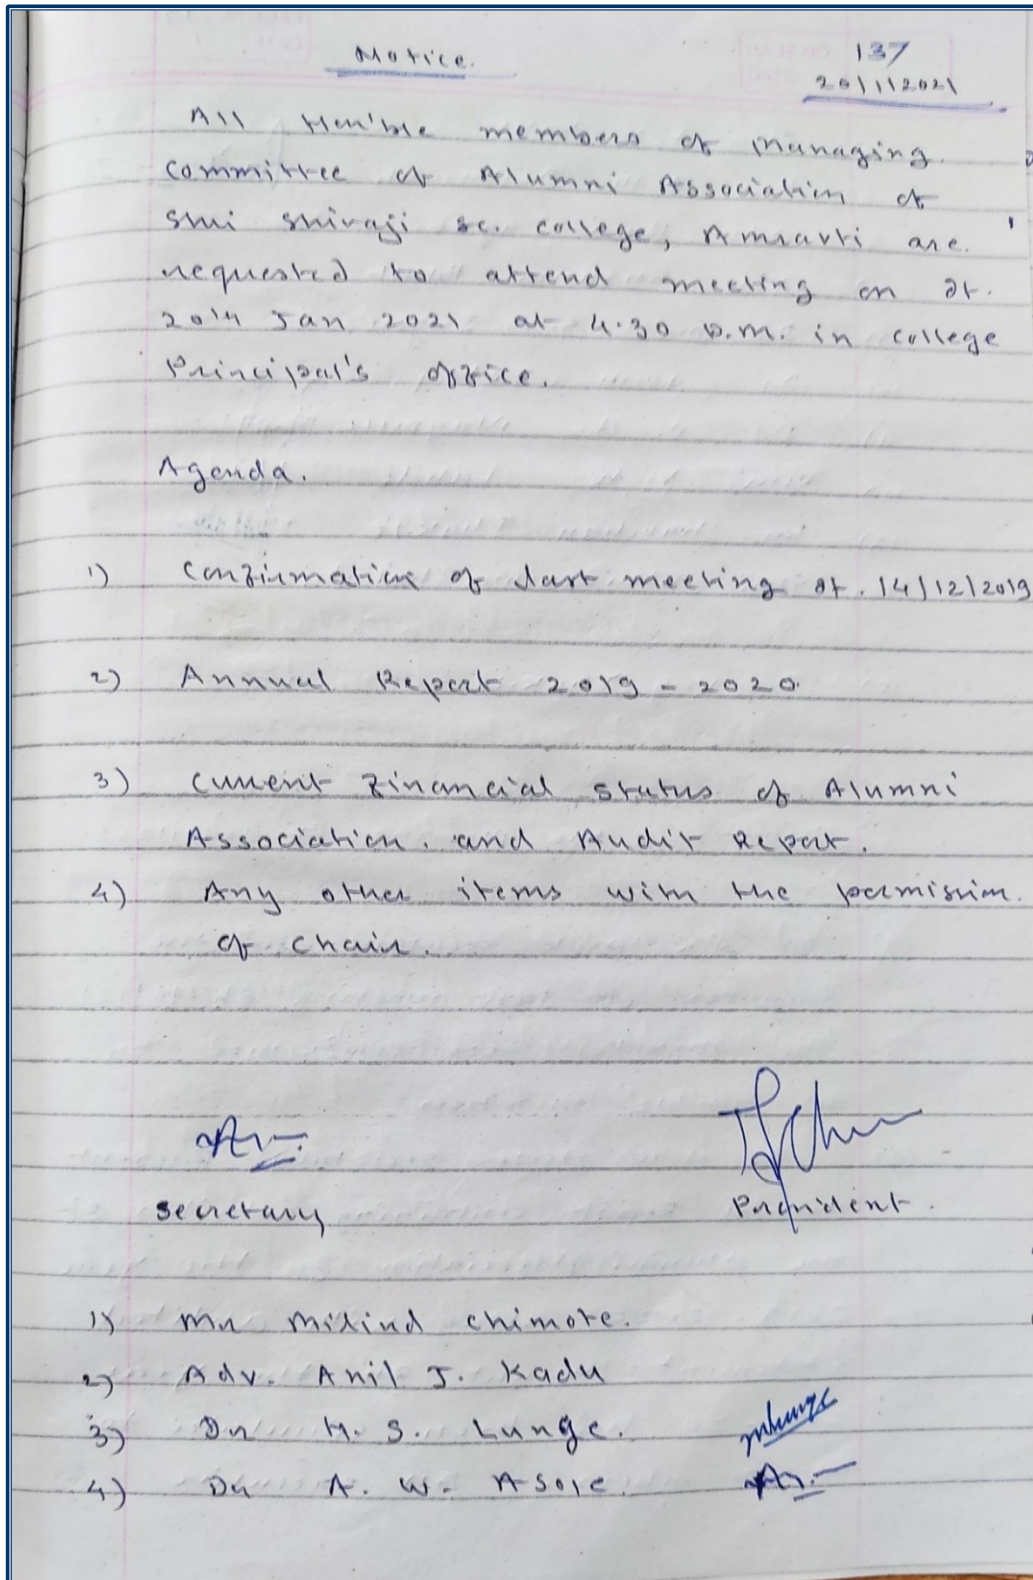 Notice.
137
20/1/2021
All Hon'ble members of Managing
committee of Alumni Association of
Shri Shivaji sc. college, Amravti are
requested to attend meeting on dt.
20th Jan 2021 at 4.30 p.m. in college
Principal's office.
Agenda.
1) Confirmation of last meeting dt. 14/12/2019
2) Annual Report 2019 - 2020.
3) Current financial status of Alumni
Association. and Audit Report.
4) Any other items with the permission
of chair.
Secretary
President.
1) Mr Milind Chimote.
2) Adv. Anil J. Kadu
3) Dr H. S. Lunge. mlunge
4) Dr A. W. Asole.